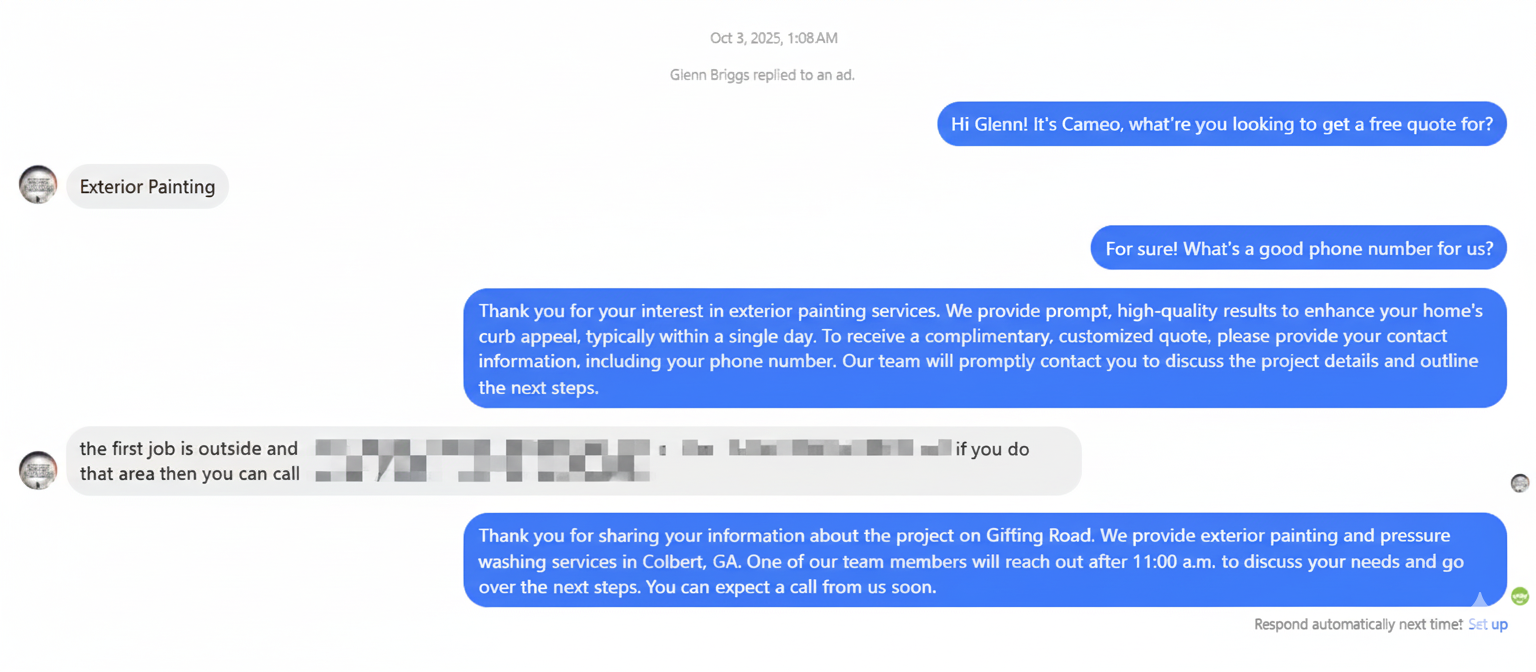 Oct 3, 2025, 1:08 AM
Glenn Briggs replied to an ad.
Hi Glenn! It's Cameo, what're you looking to get a free quote for?
Exterior Painting
For sure! What's a good phone number for us?
Thank you for your interest in exterior painting services. We provide prompt, high-quality results to enhance your home's
curb appeal, typically within a single day. To receive a complimentary, customized quote, please provide your contact
information, including your phone number. Our team will promptly contact you to discuss the project details and outline
the next steps.
the first job is outside and if you do
that area then you can call
Thank you for sharing your information about the project on Giffing Road. We provide exterior painting and pressure
washing services in Colbert, GA. One of our team members will reach out after 11:00 a.m. to discuss your needs and go
over the next steps. You can expect a call from us soon.
Respond automatically next time? Set up